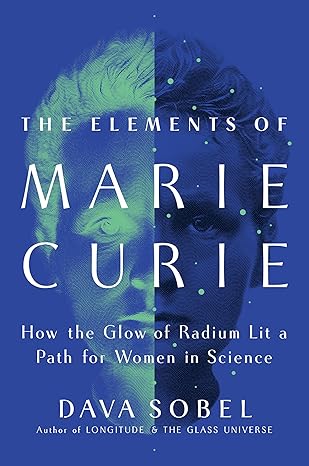 THE ELEMENTS OF
MARIE
CURIE
How the Glow of Radium Lit a
Path for Women in Science
DAVA SOBEL
Author of LONGITUDE & THE GLASS UNIVERSE